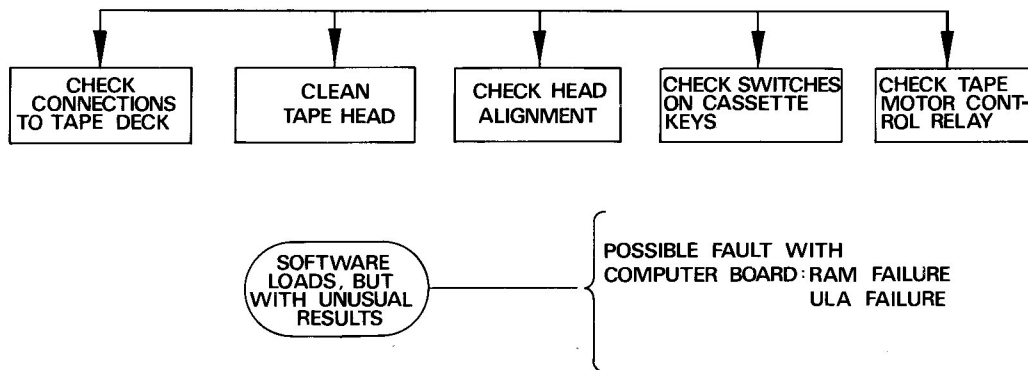 CHECK
CONNECTIONS
TO TAPE DECK
CLEAN
TAPE HEAD
CHECK HEAD
ALIGNMENT
CHECK SWITCHES
ON CASSETTE
KEYS
CHECK TAPE
MOTOR CONT-
ROL RELAY
SOFTWARE
LOADS, BUT
WITH UNUSUAL
RESULTS
POSSIBLE FAULT WITH
COMPUTER BOARD: RAM FAILURE
ULA FAILURE